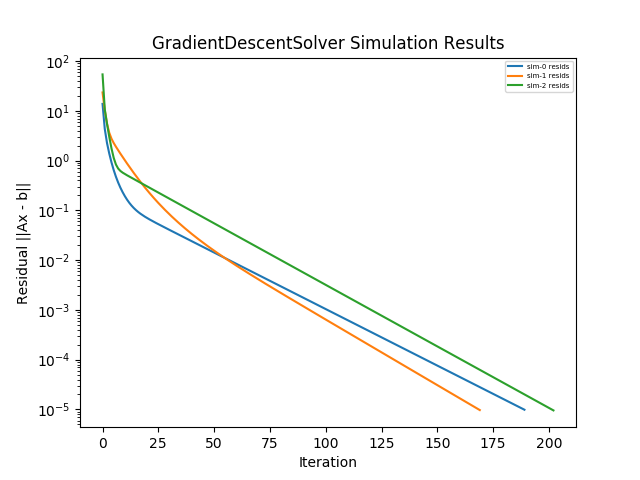 GradientDescentSolver Simulation Results
sim-0 resids
sim-1 resids
sim-2 resids
Residual ||Ax - b||
10²
10¹
10⁰
10⁻¹
10⁻²
10⁻³
10⁻⁴
10⁻⁵
0 25 50 75 100 125 150 175 200
Iteration